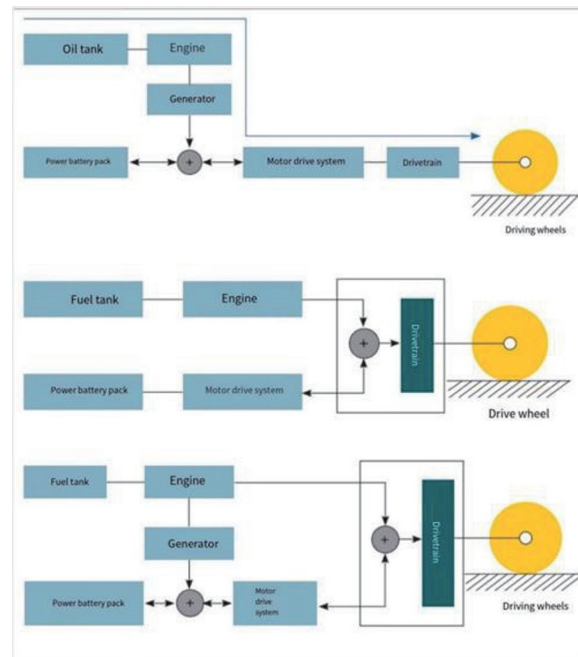 Oil tank
Engine
Generator
Power battery pack
+
Motor drive system
Drivetrain
Driving wheels
Fuel tank
Engine
+
Drivetrain
Power battery pack
Motor drive system
Drive wheel
Fuel tank
Engine
Generator
+
Drivetrain
Power battery pack
+
Motor
drive
system
Driving wheels